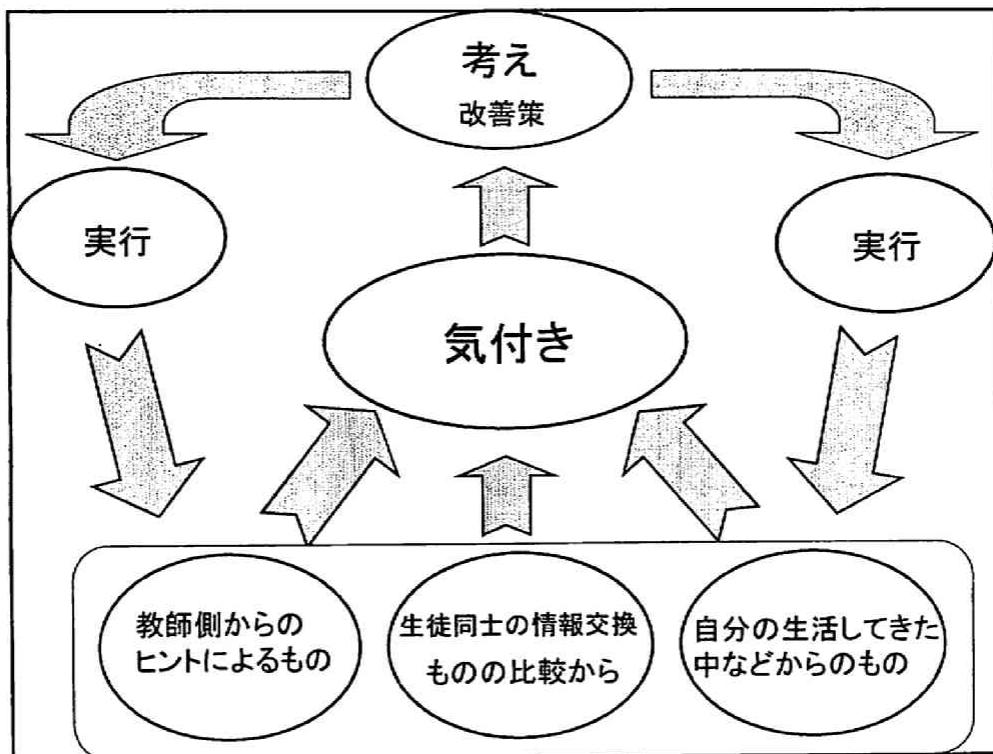 考え
改善策
実行
実行
気付き
教師側からの
ヒントによるもの
生徒同士の情報交換
ものの比較から
自分の生活してきた
中などからのもの